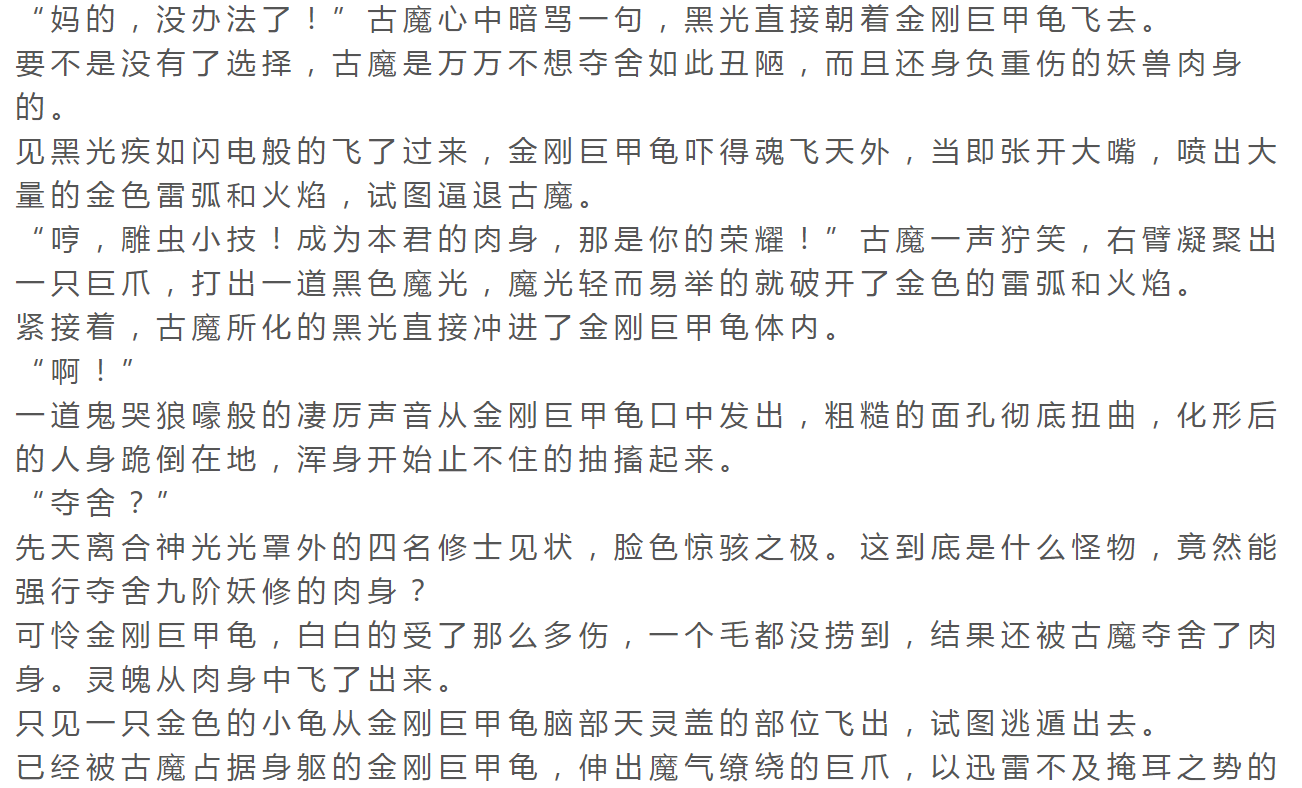 “妈的，没办法了！”古魔心中暗骂一句，黑光直接朝着金刚巨甲龟飞去。
要不是没有了选择，古魔是万万不想夺舍如此丑陋，而且还身负重伤的妖兽肉身
的。
见黑光疾如闪电般的飞了过来，金刚巨甲龟吓得魂飞天外，当即张开大嘴，喷出大
量的金色雷弧和火焰，试图逼退古魔。
“哼，雕虫小技！成为本君的肉身，那是你的荣耀！”古魔一声狞笑，右臂凝聚出
一只巨爪，打出一道黑色魔光，魔光轻而易举的就破开了金色的雷弧和火焰。
紧接着，古魔所化的黑光直接冲进了金刚巨甲龟体内。
“啊！”
一道鬼哭狼嚎般的凄厉声音从金刚巨甲龟口中发出，粗糙的面孔彻底扭曲，化形后
的人身跪倒在地，浑身开始止不住的抽搐起来。
“夺舍？”
先天离合神光光罩外的四名修士见状，脸色惊骇之极。这到底是什么怪物，竟然能
强行夺舍九阶妖修的肉身？
可怜金刚巨甲龟，白白的受了那么多伤，一个毛都没捞到，结果还被古魔夺舍了肉
身。灵魄从肉身中飞了出来。
只见一只金色的小龟从金刚巨甲龟脑部天灵盖的部位飞出，试图逃遁出去。
已经被古魔占据身躯的金刚巨甲龟，伸出魔气缭绕的巨爪，以迅雷不及掩耳之势的